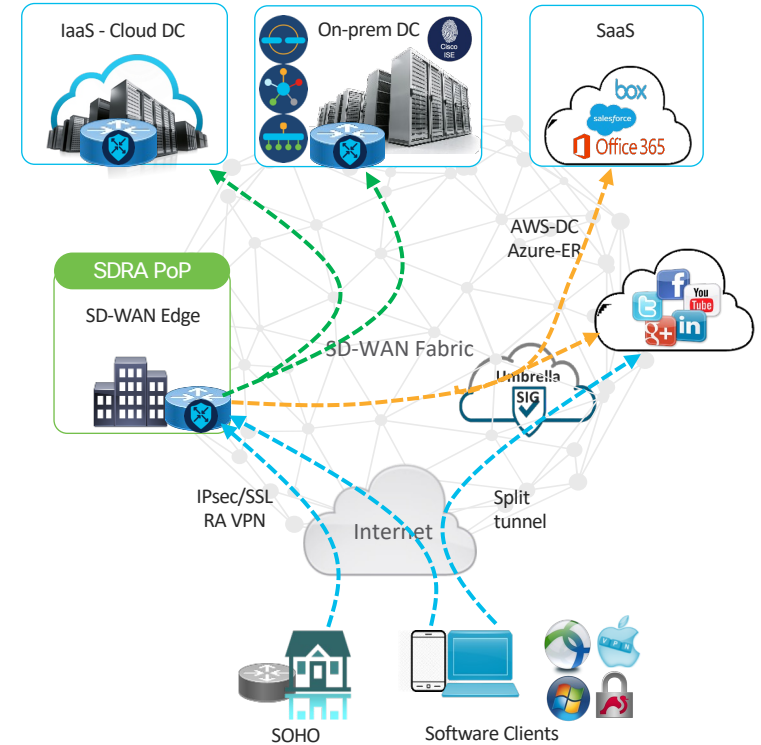 IaaS - Cloud DC
On-prem DC
Cisco
ISE
SaaS
box
salesforce
Office 365
AWS-DC
Azure-ER
SDRA PoP
SD-WAN Edge
f
You
Tube
t
g+
in
SD-WAN Fabric
Umbrella
SIG
IPsec/SSL
RA VPN
Internet
Split
tunnel
VPN
SOHO
Software Clients